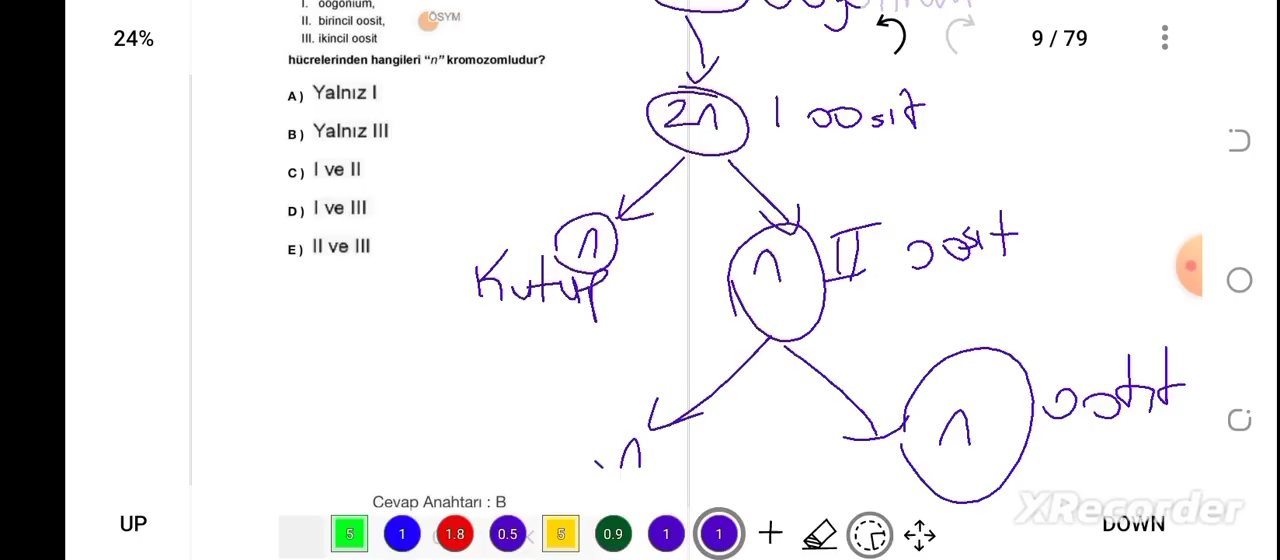 I. oogonium,
II. birincil oosit,
III. ikincil oosit
ÖSYM
hücrelerinden hangileri “n” kromozomludur?
A) Yalnız I
B) Yalnız III
C) I ve II
D) I ve III
E) II ve III
Cevap Anahtarı : B
24%
9 / 79
2n I oosit
n
Kutup
n II oosit
n
n ootit
UP
5
1
1.8
0.5
5
0.9
1
1
DOWN
XRecorder